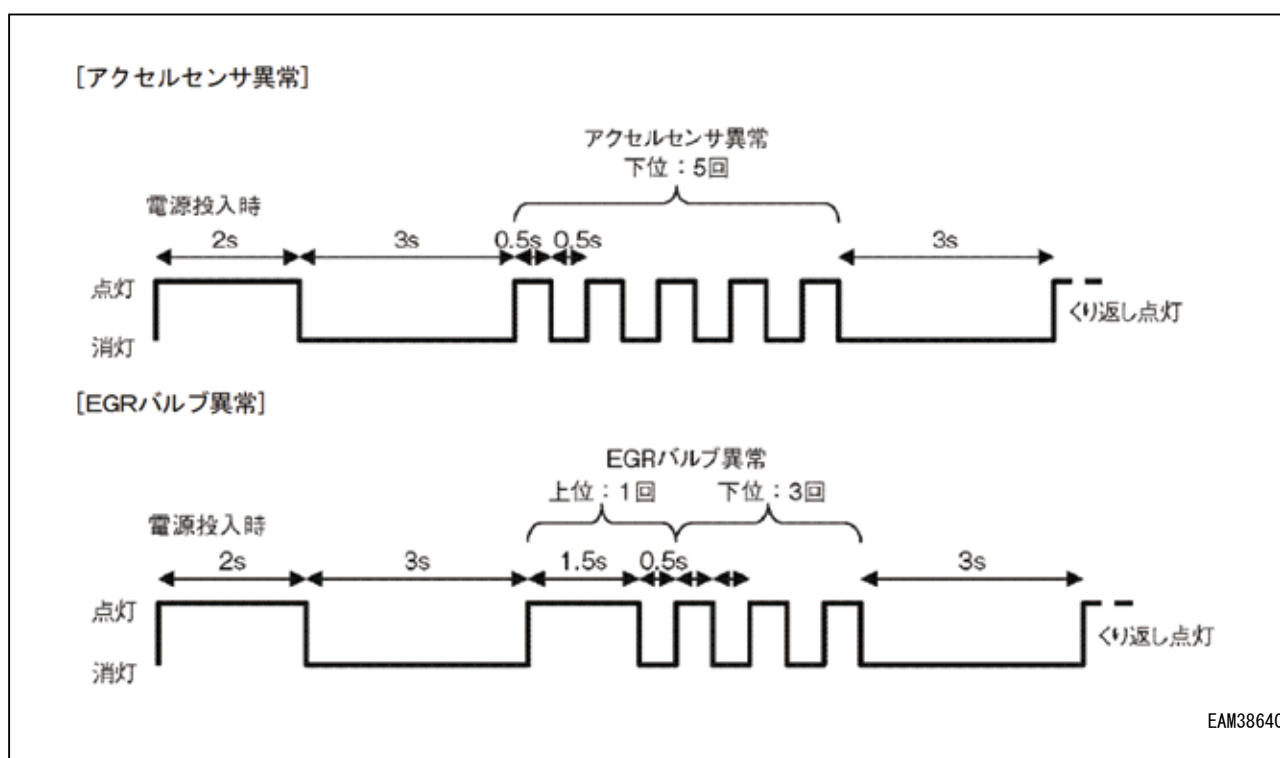 [アクセルセンサ異常]
アクセルセンサ異常
下位：5回
電源投入時
2s 3s 0.5s 0.5s 3s
点灯
消灯
くり返し点灯
[EGRバルブ異常]
EGRバルブ異常
上位：1回 下位：3回
電源投入時
2s 3s 1.5s 0.5s 3s
点灯
消灯
くり返し点灯